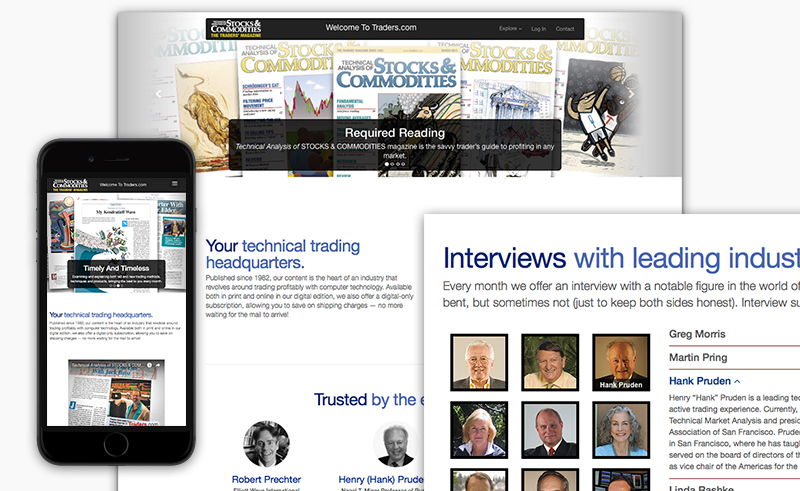 TECHNICAL ANALYSIS OF
STOCKS &
COMMODITIES
THE TRADERS' MAGAZINE
Welcome To Traders.com
Explore
Log In
Contact
TECHNICAL
ANALYSIS OF
STOCKS &
COMMODITIES
SCHRÖDINGER'S CAT
FILTERING PRICE
MOVEMENT
FUNDAMENTAL
ANALYSIS
MOVING AVERAGES
Required Reading
Technical Analysis of STOCKS & COMMODITIES magazine is the savvy trader's guide to profiting in any
market.
Your technical trading
headquarters.
Published since 1982, our content is the heart of an industry that
revolves around trading profitably with computer technology. Available
both in print and online in our digital edition, we also offer a digital-only
subscription, allowing you to save on shipping charges — no more
waiting for the mail to arrive!
Trusted by the e
Robert Prechter
Elliott Wave International
Henry (Hank) Prude
Interviews with leading indust
Every month we offer an interview with a notable figure in the world of
bent, but sometimes not (just to keep both sides honest). Interview su
Hank Pruden
Greg Morris
Martin Pring
Hank Pruden
Henry "Hank" Pruden is a leading tec
active trading experience. Currently,
Technical Market Analysis and presid
Association of San Francisco. Prude
in San Francisco, where he has taugh
served on the board of directors of th
as vice chair of the Americas for the
Linda Raschke
STOCKS &
COMMODITIES
THE TRADERS' MAGAZINE
Welcome To Traders.com
My Kondratieff Wave
Timely And Timeless
Examining and exploring both old and new trading methods,
techniques and products, bringing the best to you every month.
Your technical trading headquarters.
Published since 1982, our content is the heart of an industry that revolves around
trading profitably with computer technology. Available both in print and online in our
digital edition, we also offer a digital-only subscription, allowing you to save on
shipping charges — no more waiting for the mail to arrive!
Technical Analysis of STOCKS & COM...
Traders.com